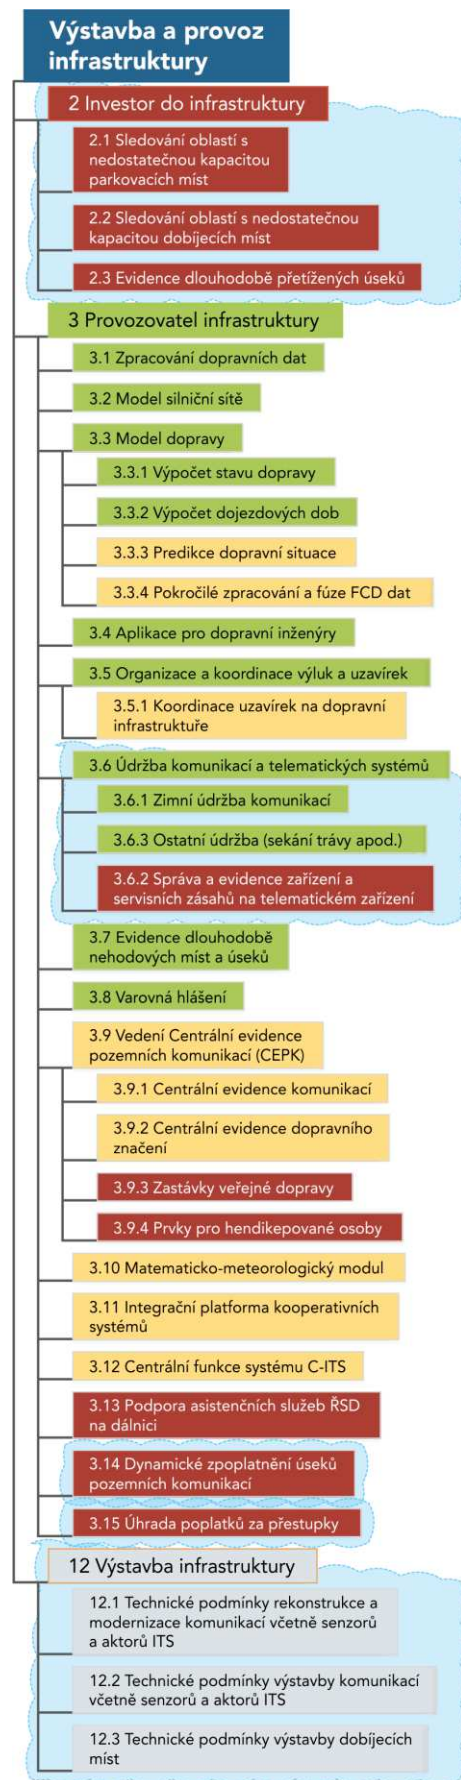 Výstavba a provoz
infrastruktury
2 Investor do infrastruktury
2.1 Sledování oblastí s
nedostatečnou kapacitou
parkovacích míst
2.2 Sledování oblastí s nedostatečnou
kapacitou dobíjecích míst
2.3 Evidence dlouhodobě přetížených úseků
3 Provozovatel infrastruktury
3.1 Zpracování dopravních dat
3.2 Model silniční sítě
3.3 Model dopravy
3.3.1 Výpočet stavu dopravy
3.3.2 Výpočet dojezdových dob
3.3.3 Predikce dopravní situace
3.3.4 Pokročilé zpracování a fúze FCD dat
3.4 Aplikace pro dopravní inženýry
3.5 Organizace a koordinace výluk a uzavírek
3.5.1 Koordinace uzavírek na dopravní
infrastruktuře
3.6 Údržba komunikací a telematických systémů
3.6.1 Zimní údržba komunikací
3.6.3 Ostatní údržba (sekání trávy apod.)
3.6.2 Správa a evidence zařízení a
servisních zásahů na telematickém zařízení
3.7 Evidence dlouhodobě
nehodových míst a úseků
3.8 Varovná hlášení
3.9 Vedení Centrální evidence
pozemních komunikací (CEPK)
3.9.1 Centrální evidence komunikací
3.9.2 Centrální evidence dopravního
značení
3.9.3 Zastávky veřejné dopravy
3.9.4 Prvky pro hendikepované osoby
3.10 Matematicko-meteorologický modul
3.11 Integrační platforma kooperativních
systémů
3.12 Centrální funkce systému C-ITS
3.13 Podpora asistenčních služeb ŘSD
na dálnici
3.14 Dynamické zpoplatnění úseků
pozemních komunikací
3.15 Úhrada poplatků za přestupky
12 Výstavba infrastruktury
12.1 Technické podmínky rekonstrukce a
modernizace komunikací včetně senzorů
a aktorů ITS
12.2 Technické podmínky výstavby komunikací
včetně senzorů a aktorů ITS
12.3 Technické podmínky výstavby dobíjecích
míst